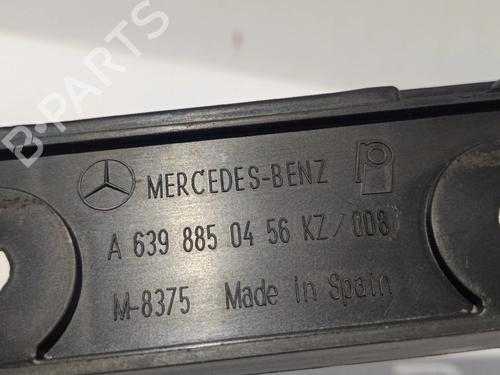 B-PARTS
MERCEDES-BENZ
A 639 885 04 56 KZ/008
M-8375 Made in Spain